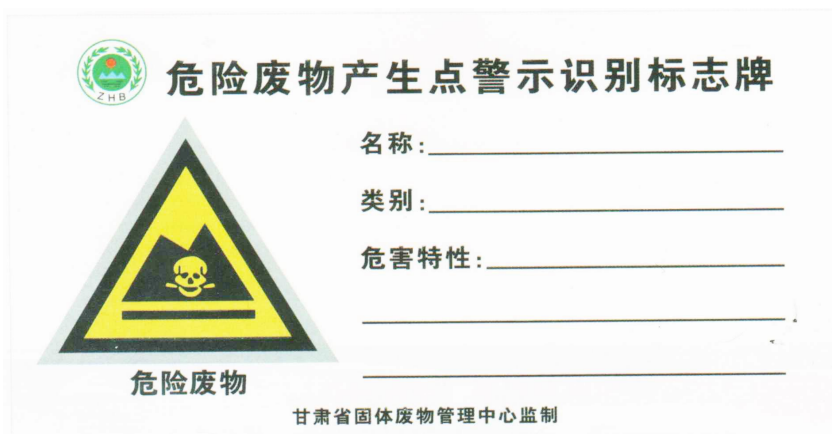 危险废物产生点警示识别标志牌
ZHB
名称:
类别:
危害特性:
危险废物
甘肃省固体废物管理中心监制